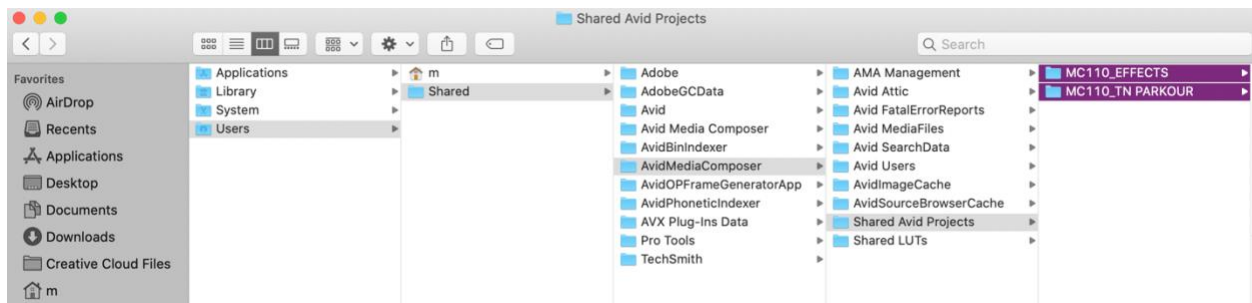 Shared Avid Projects
Search
Favorites
AirDrop
Recents
Applications
Desktop
Documents
Downloads
Creative Cloud Files
m
Applications
Library
System
Users
m
Shared
Adobe
AdobeGCData
Avid
Avid Media Composer
AvidBinIndexer
AvidMediaComposer
AvidOPFrameGeneratorApp
AvidPhoneticIndexer
AVX Plug-Ins Data
Pro Tools
TechSmith
AMA Management
Avid Attic
Avid FatalErrorReports
Avid MediaFiles
Avid SearchData
Avid Users
AvidImageCache
AvidSourceBrowserCache
Shared Avid Projects
Shared LUTs
MC110_EFFECTS
MC110_TN PARKOUR